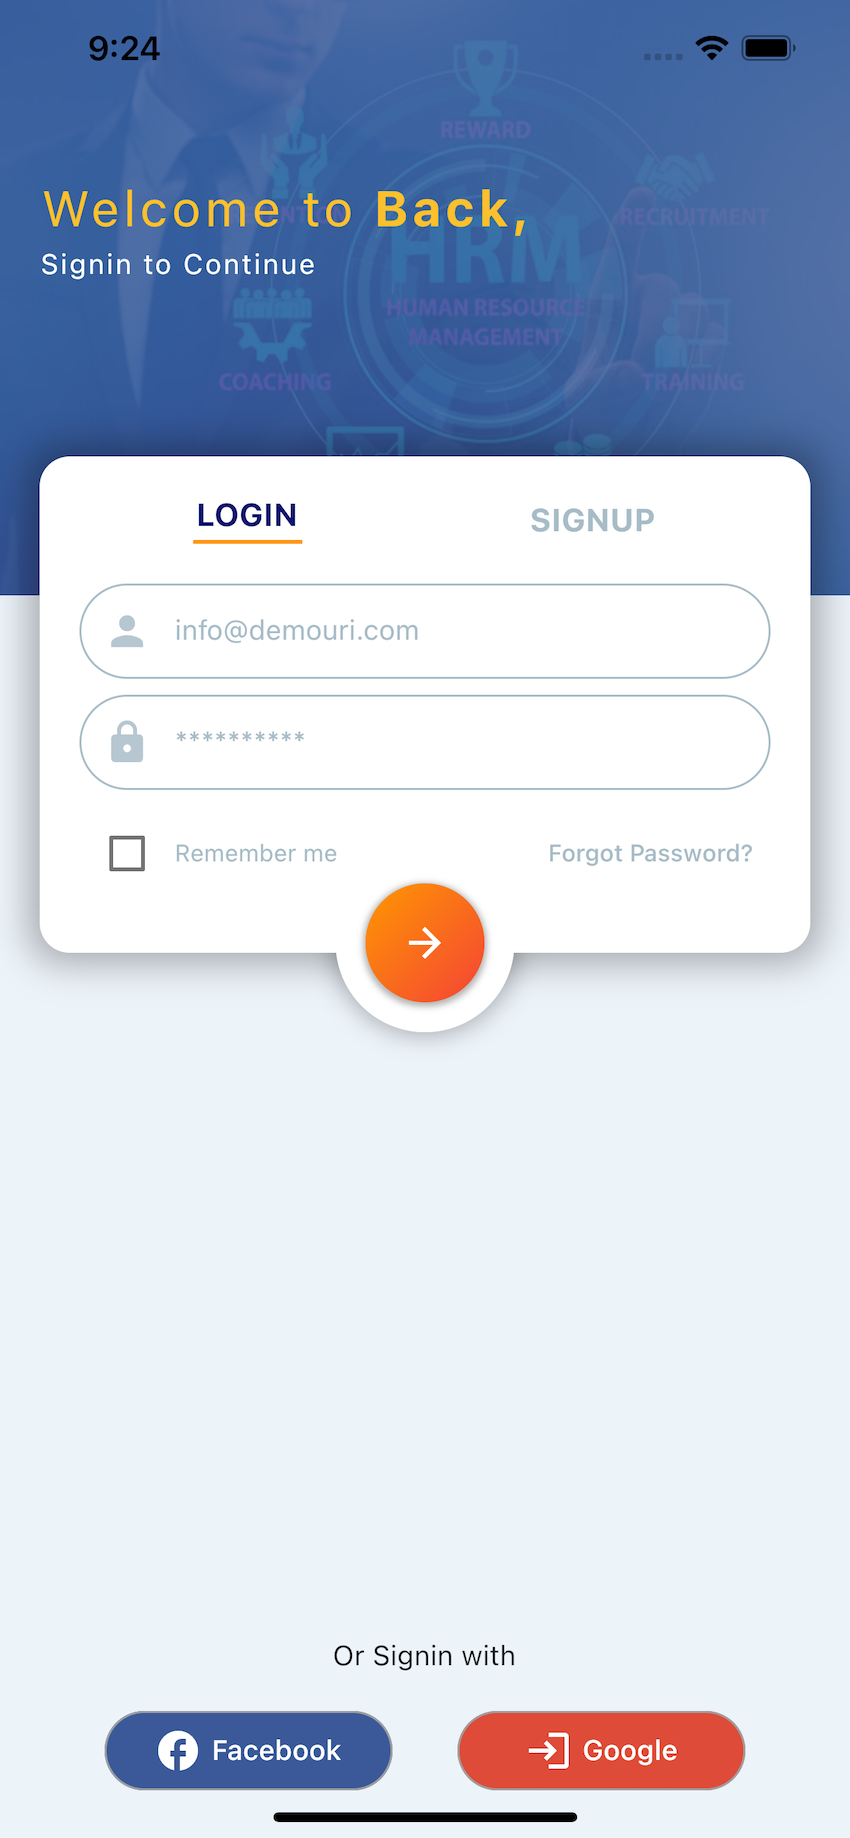 9:24
REWARD
RECRUITMENT
Welcome to Back,
HRM
Signin to Continue
HUMAN RESOURCE
MANAGEMENT
COACHING
TRAINING
LOGIN
SIGNUP
info@demouri.com
**********
Remember me
Forgot Password?
Or Signin with
Facebook
Google